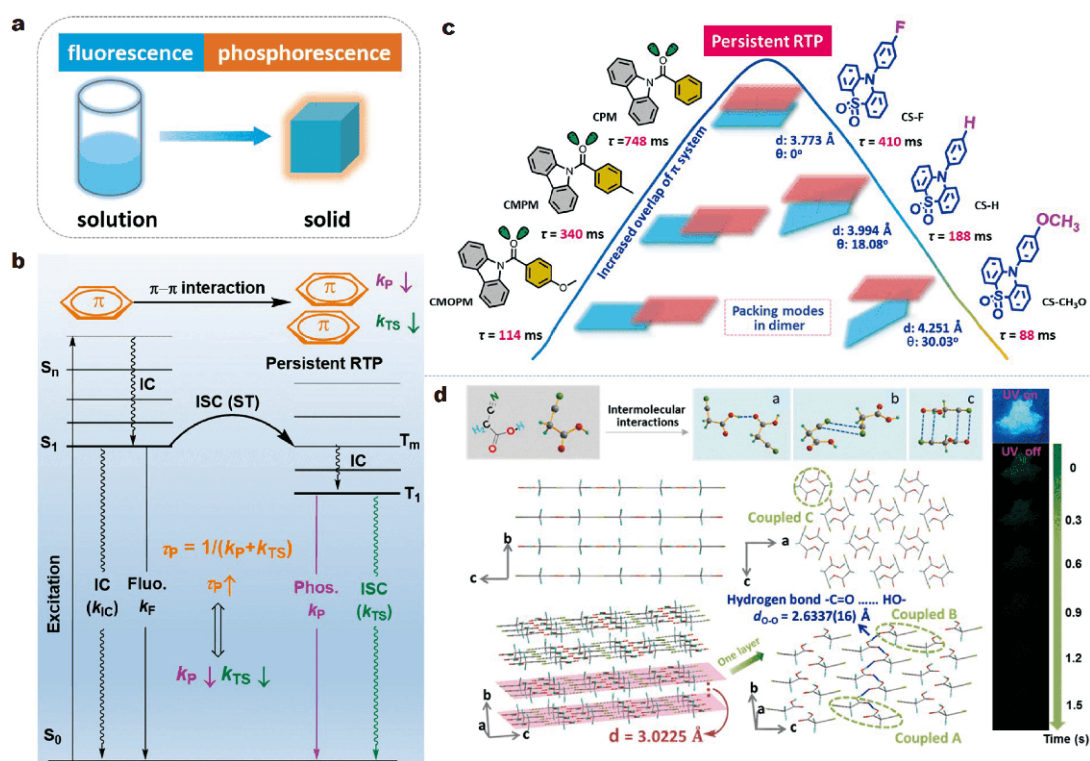 a
fluorescence phosphorescence
solution solid
b
π
π–π interaction
π
π
kP ↓
kTS ↓
Persistent RTP
Sn
IC
ISC (ST)
S1
Tm
IC
T1
τP = 1/(kP+kTS)
τP↑
kP ↓ kTS ↓
Excitation
IC
(kIC)
Fluo.
kF
Phos.
kP
ISC
(kTS)
S0
c
Persistent RTP
Increased overlap of π system
CPM
τ =748 ms
CMPM
τ = 340 ms
CMOPM
τ = 114 ms
O
N
O
N
O
N
O
d: 3.773 Å
θ: 0°
d: 3.994 Å
θ: 18.08°
d: 4.251 Å
θ: 30.03°
Packing modes
in dimer
F
N
S
O
O
CS-F
τ = 410 ms
H
N
S
O
O
CS-H
τ = 188 ms
OCH3
N
S
O
O
CS-CH3O
τ = 88 ms
d
N
C
H2
C
O
H
O
Intermolecular
interactions
a
b
c
UV on
UV off
0
0.3
0.6
0.9
1.2
1.5
Time (s)
b
c
Coupled C
a
c
Hydrogen bond -C=O ...... HO-
dO-O = 2.6337(16) Å
Coupled B
One layer
b
a
c
d = 3.0225 Å
b
a
c
Coupled A